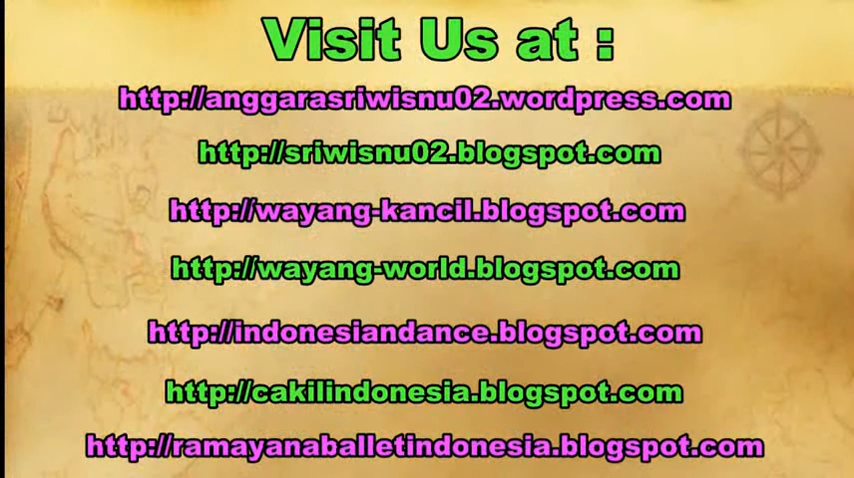 Visit Us at :
http://anggarasriwisnu02.wordpress.com
http://sriwisnu02.blogspot.com
http://wayang-kancil.blogspot.com
http://wayang-world.blogspot.com
http://indonesiandance.blogspot.com
http://cakilindonesia.blogspot.com
http://ramayanaballetindonesia.blogspot.com